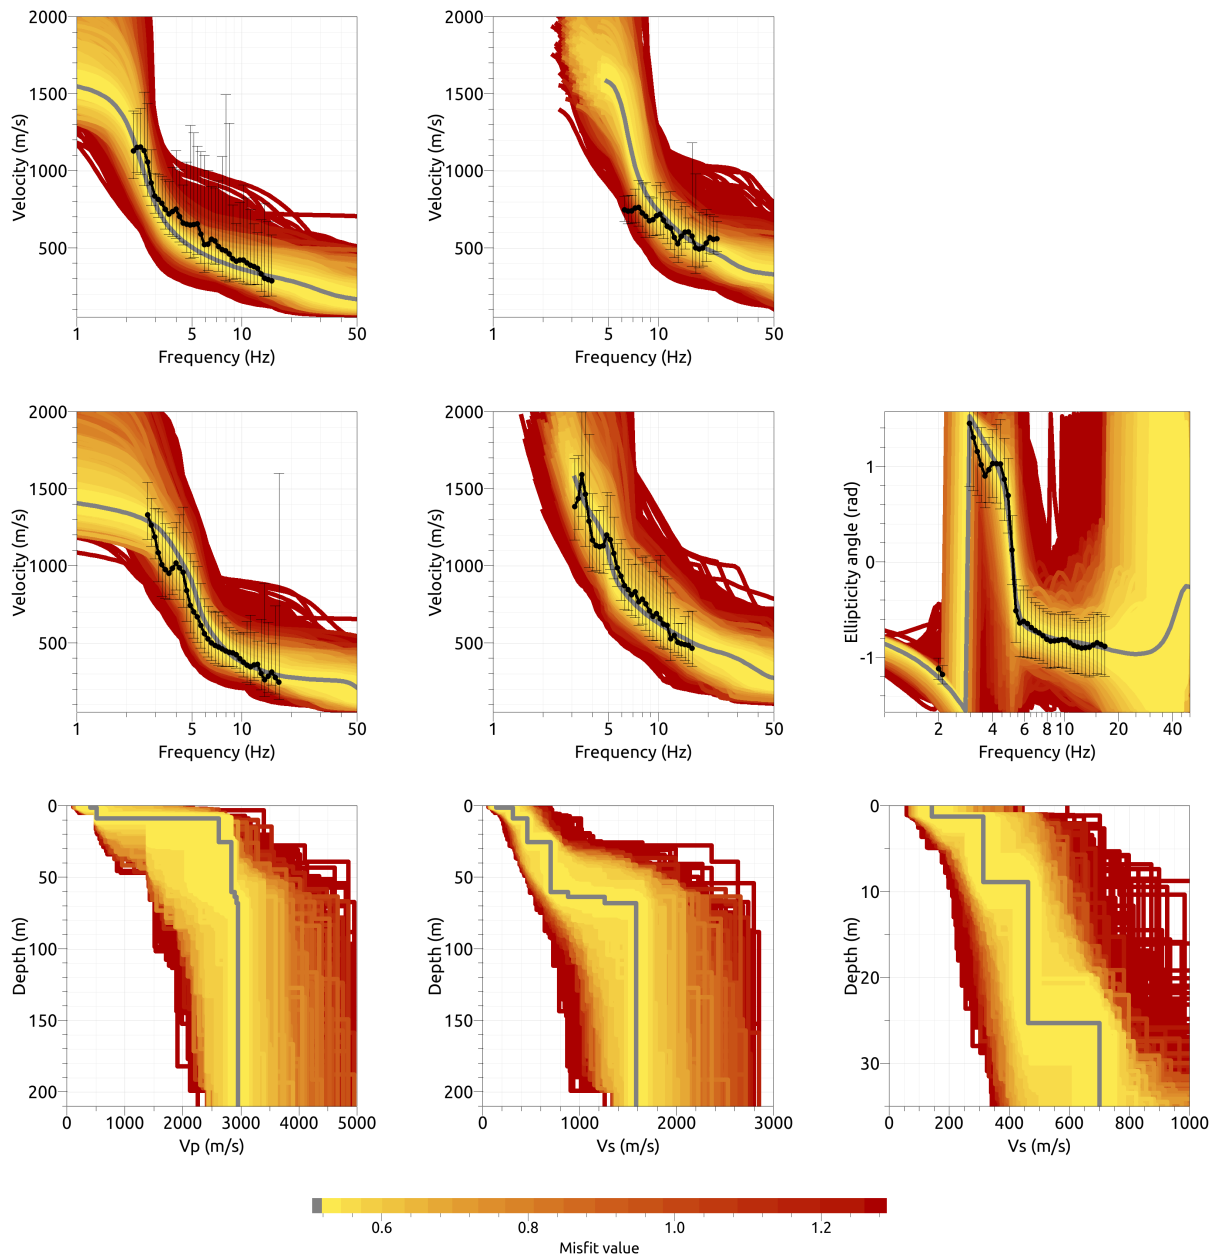 2000
1500
1000
500
Velocity (m/s)
1 5 10 50
Frequency (Hz)
2000
1500
1000
500
Velocity (m/s)
1 5 10 50
Frequency (Hz)
2000
1500
1000
500
Velocity (m/s)
1 5 10 50
Frequency (Hz)
2000
1500
1000
500
Velocity (m/s)
1 5 10 50
Frequency (Hz)
1
0
-1
Ellipticity angle (rad)
2 4 6 8 10 20 40
Frequency (Hz)
0
50
100
150
200
Depth (m)
0 1000 2000 3000 4000 5000
Vp (m/s)
0
50
100
150
200
Depth (m)
0 1000 2000 3000
Vs (m/s)
0
10
20
30
Depth (m)
0 200 400 600 800 1000
Vs (m/s)
0.6 0.8 1.0 1.2
Misfit value